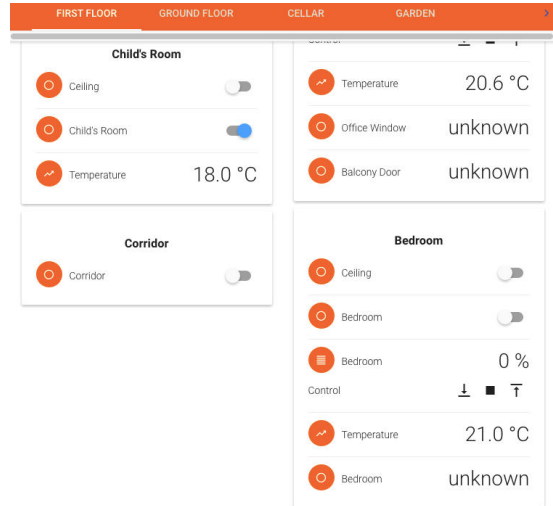 FIRST FLOOR GROUND FLOOR CELLAR GARDEN
Child's Room
Ceiling
Child's Room
Temperature 18.0 °C
Corridor
Corridor
Control
Temperature 20.6 °C
Office Window unknown
Balcony Door unknown
Bedroom
Ceiling
Bedroom
Bedroom 0 %
Control
Temperature 21.0 °C
Bedroom unknown